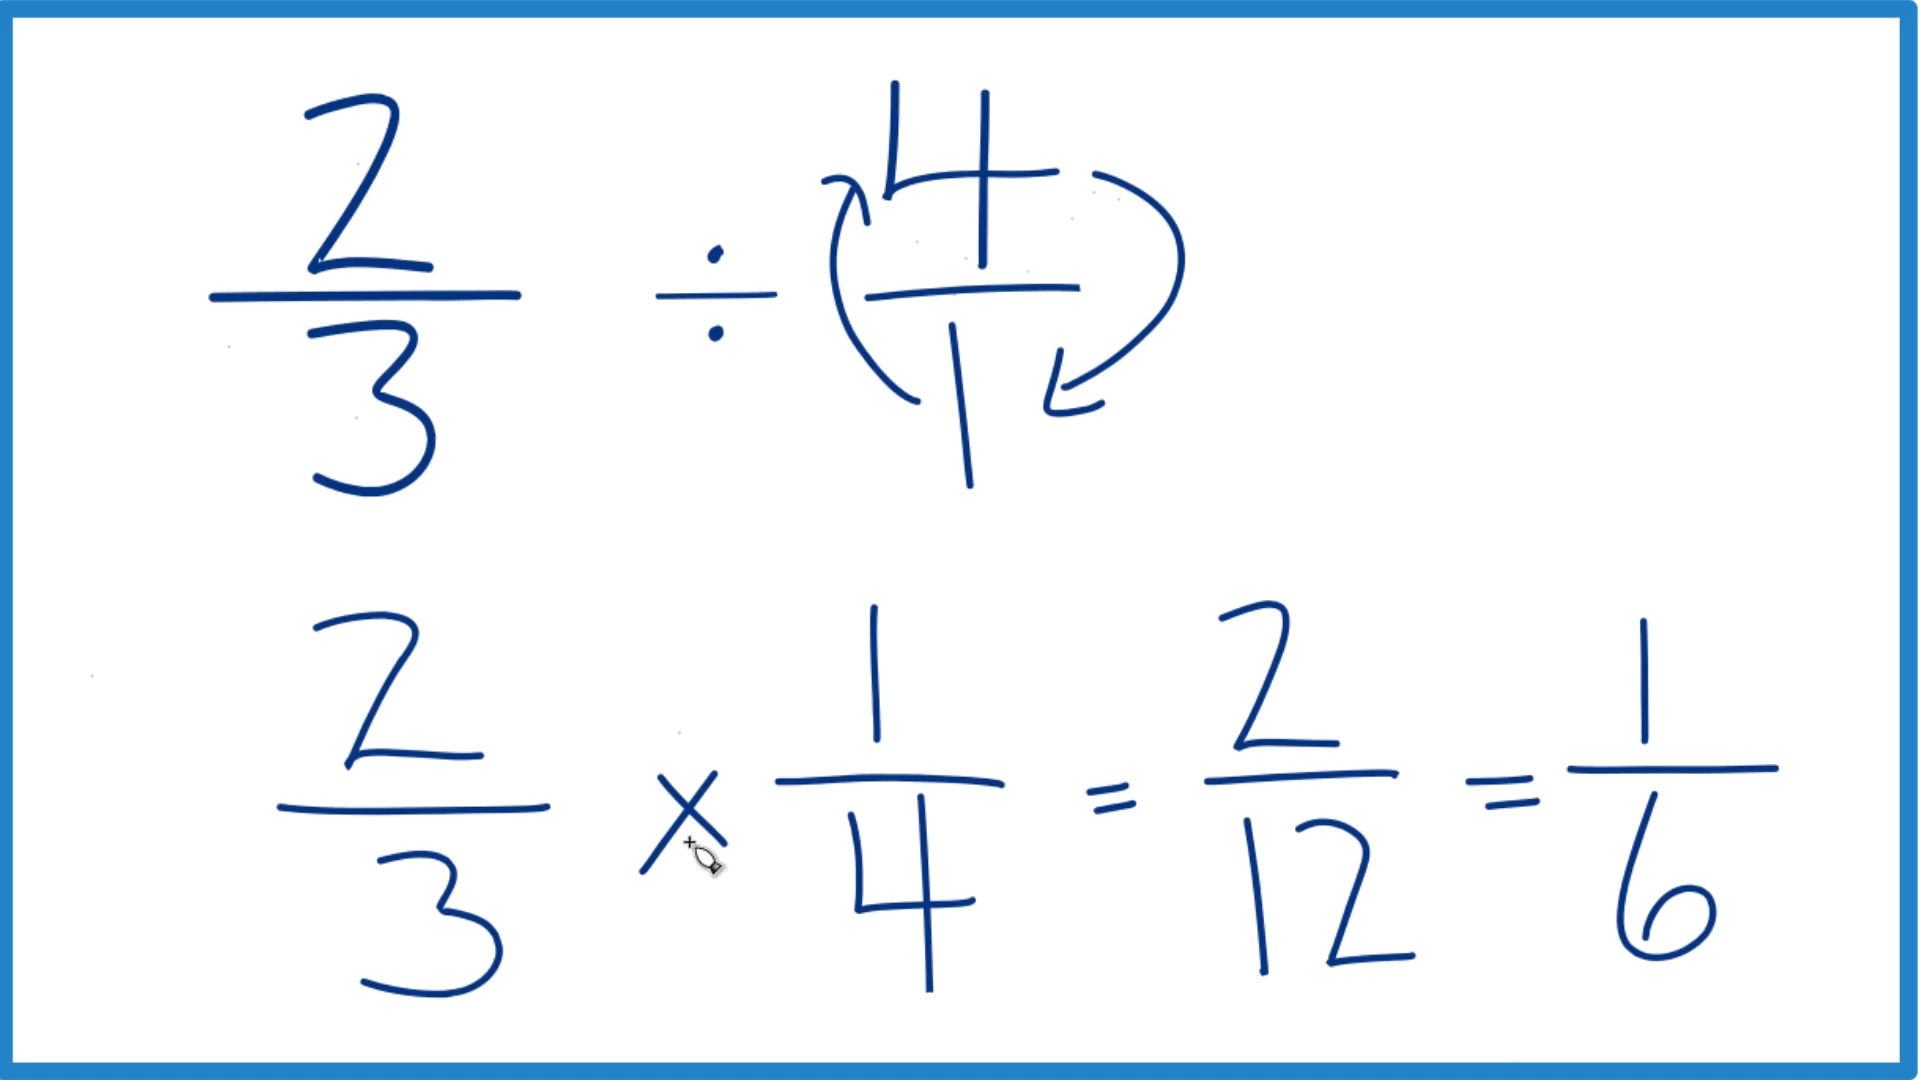 2/3 ÷ 4/1
2/3 × 1/4 = 2/12 = 1/6